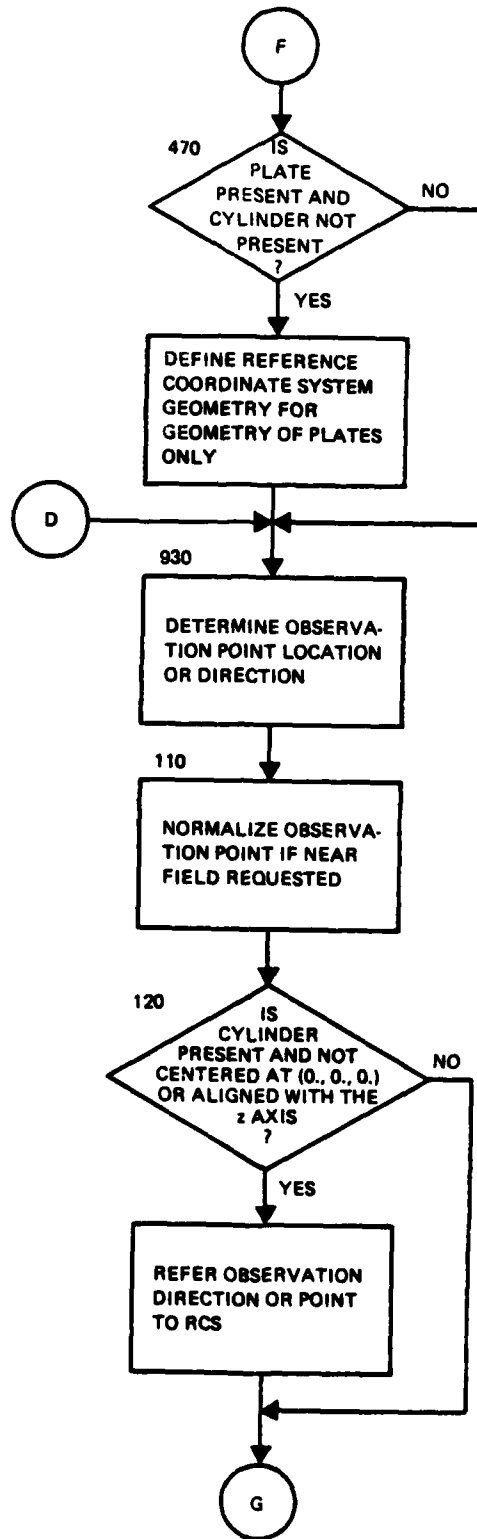 F
470
IS
PLATE
PRESENT AND
CYLINDER NOT
PRESENT
?
NO
YES
DEFINE REFERENCE
COORDINATE SYSTEM
GEOMETRY FOR
GEOMETRY OF PLATES
ONLY
D
930
DETERMINE OBSERVA-
TION POINT LOCATION
OR DIRECTION
110
NORMALIZE OBSERVA-
TION POINT IF NEAR
FIELD REQUESTED
120
IS
CYLINDER
PRESENT AND NOT
CENTERED AT (0., 0., 0.)
OR ALIGNED WITH THE
z AXIS
?
NO
YES
REFER OBSERVATION
DIRECTION OR POINT
TO RCS
G